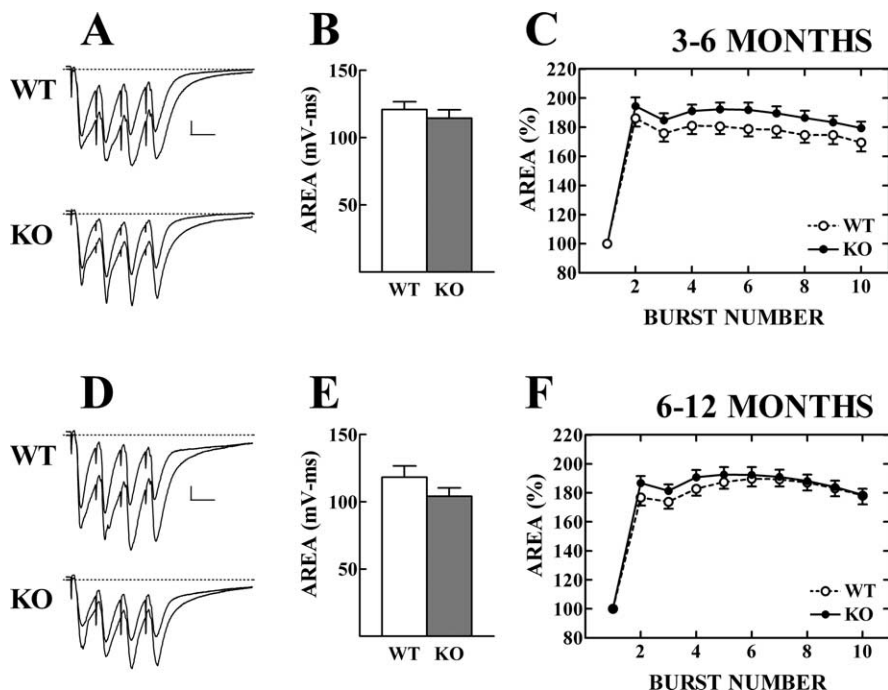 A
WT
KO
B
AREA (mV-ms)
150
100
50
WT KO
C
3-6 MONTHS
AREA (%)
220
200
180
160
140
120
100
80
WT
KO
2 4 6 8 10
BURST NUMBER
D
WT
KO
E
AREA (mV-ms)
150
100
50
WT KO
F
6-12 MONTHS
AREA (%)
220
200
180
160
140
120
100
80
WT
KO
2 4 6 8 10
BURST NUMBER